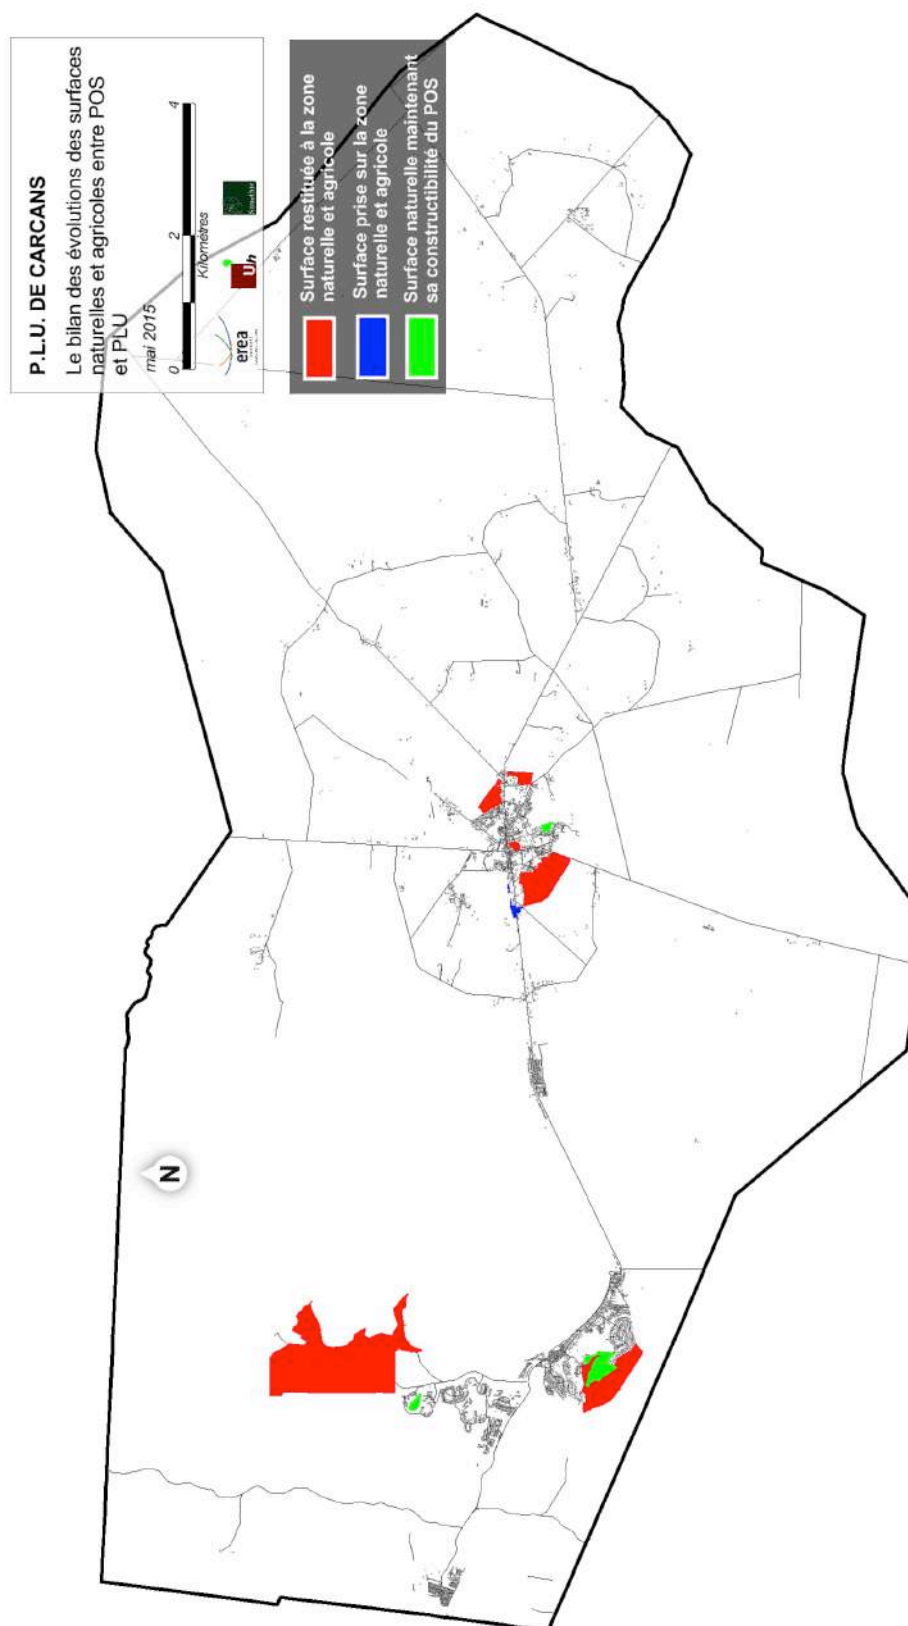 P.L.U. DE CARCANS
Le bilan des évolutions des surfaces
naturelles et agricoles entre POS
et PLU
mai 2015
0 2 4
Kilomètres
erea
Uh
Surface restituée à la zone
naturelle et agricole
Surface prise sur la zone
naturelle et agricole
Surface naturelle maintenant
sa constructibilité du POS
N